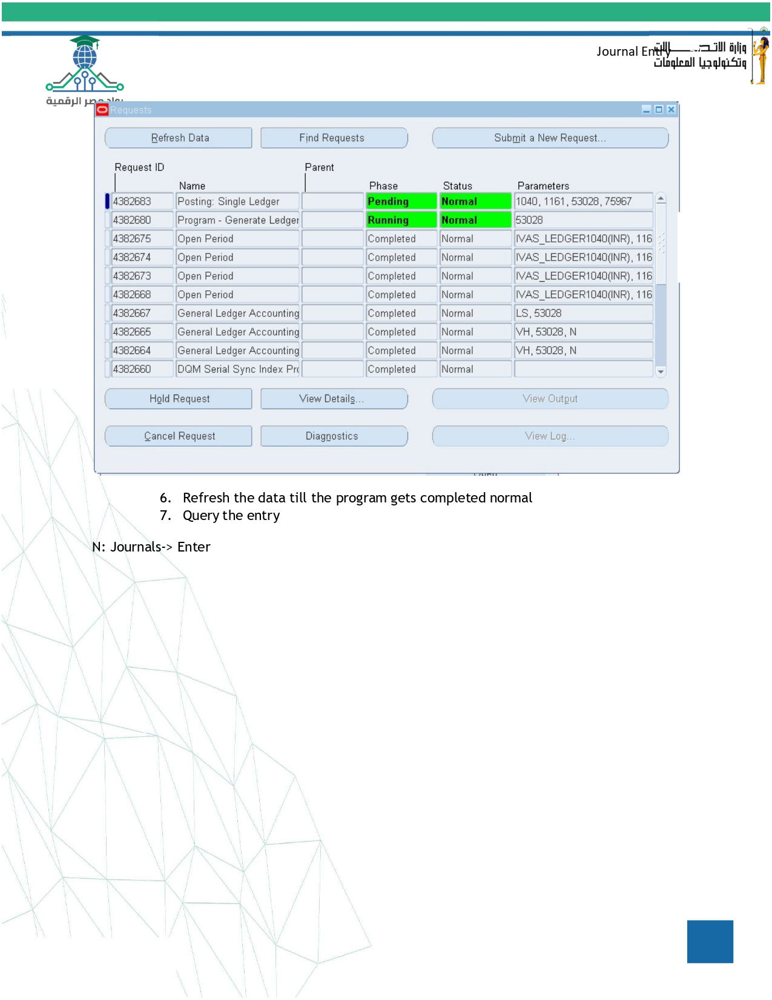 Journal Entry
وزارة الاتصالات
وتكنولوجيا المعلومات
رواد مصر الرقمية
Requests
Refresh Data Find Requests Submit a New Request...
Request ID Parent
Name Phase Status Parameters
4382683 Posting: Single Ledger Pending Normal 1040, 1161, 53028, 75967
4382680 Program - Generate Ledger Running Normal 53028
4382675 Open Period Completed Normal IVAS_LEDGER1040(INR), 116
4382674 Open Period Completed Normal IVAS_LEDGER1040(INR), 116
4382673 Open Period Completed Normal IVAS_LEDGER1040(INR), 116
4382668 Open Period Completed Normal IVAS_LEDGER1040(INR), 116
4382667 General Ledger Accounting Completed Normal LS, 53028
4382665 General Ledger Accounting Completed Normal VH, 53028, N
4382664 General Ledger Accounting Completed Normal VH, 53028, N
4382660 DQM Serial Sync Index Pro Completed Normal
Hold Request View Details... View Output
Cancel Request Diagnostics View Log...
Open
6. Refresh the data till the program gets completed normal
7. Query the entry
N: Journals-> Enter